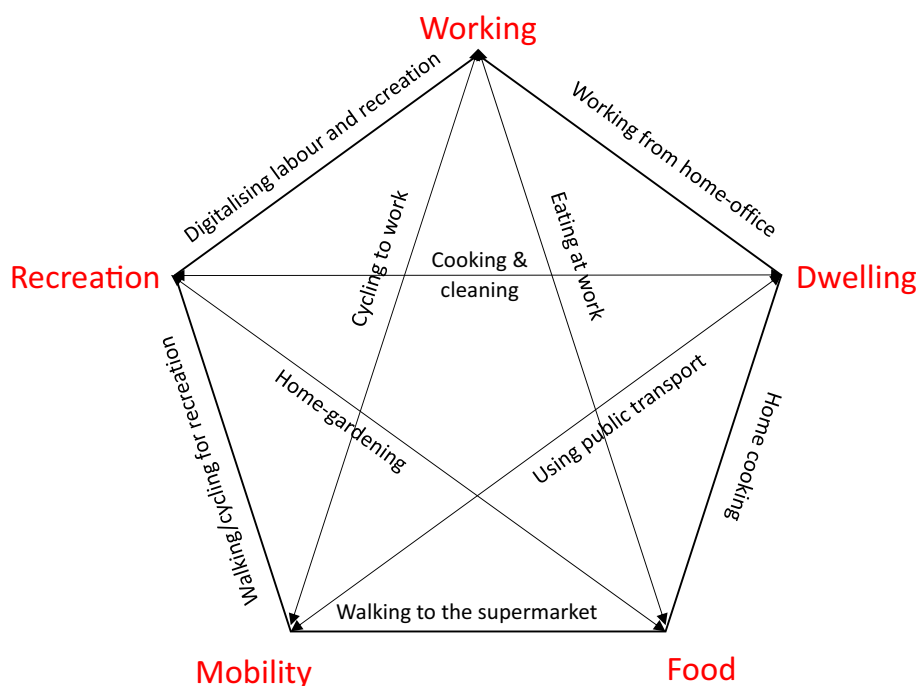 Working
Digitalising labour and recreation
Working from home-office
Cycling to work
Eating at work
Recreation
Cooking &
cleaning
Dwelling
Walking/cycling for recreation
Home-gardening
Using public transport
Home cooking
Walking to the supermarket
Mobility
Food